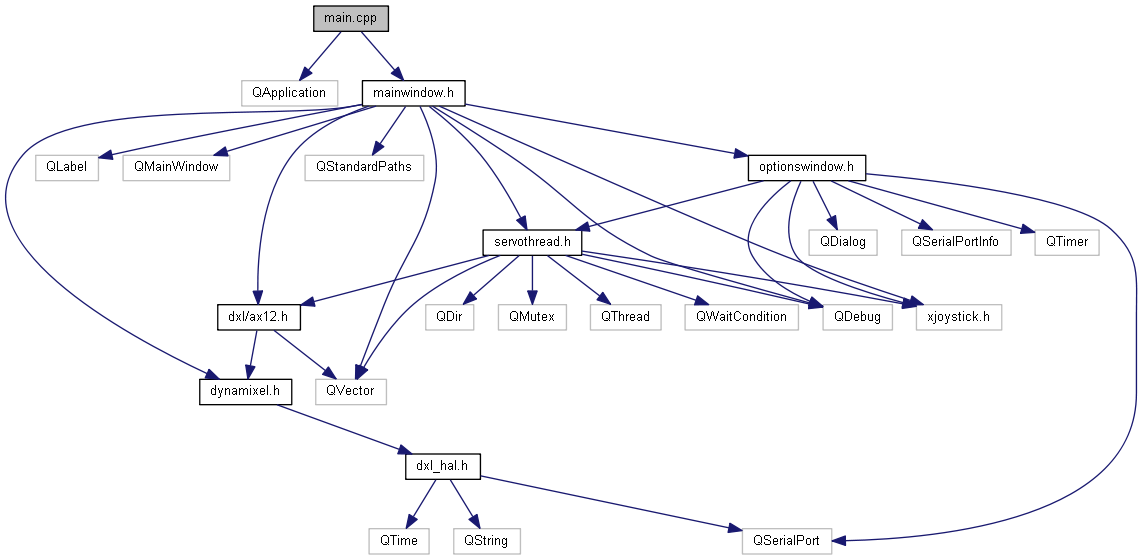 main.cpp
QApplication
mainwindow.h
QLabel
QMainWindow
QStandardPaths
optionswindow.h
servothread.h
QDialog
QSerialPortInfo
QTimer
dxl/ax12.h
QDir
QMutex
QThread
QWaitCondition
QDebug
xjoystick.h
dynamixel.h
QVector
dxl_hal.h
QTime
QString
QSerialPort